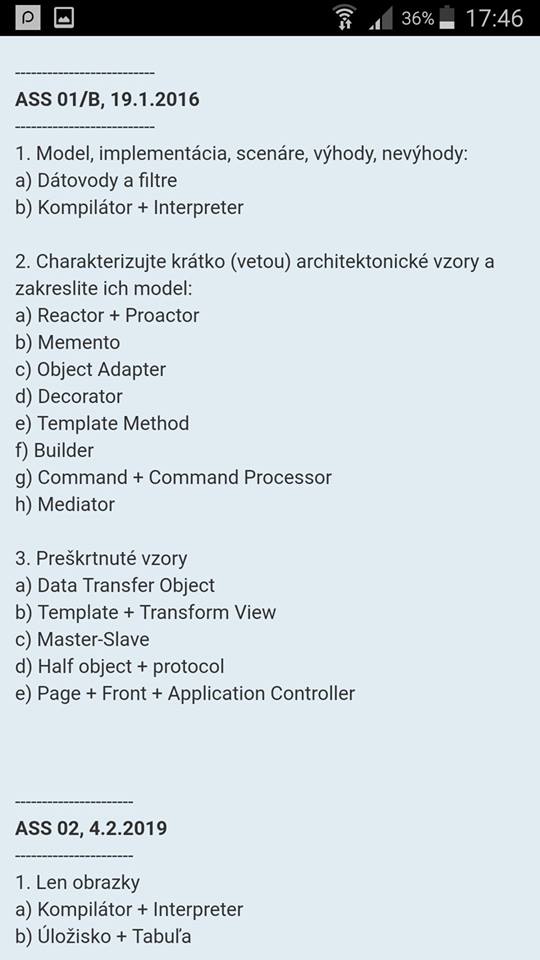 36% 17:46
--------------------------
ASS 01/B, 19.1.2016
--------------------------
1. Model, implementácia, scenáre, výhody, nevýhody:
a) Dátovody a filtre
b) Kompilátor + Interpreter
2. Charakterizujte krátko (vetou) architektonické vzory a
zakreslite ich model:
a) Reactor + Proactor
b) Memento
c) Object Adapter
d) Decorator
e) Template Method
f) Builder
g) Command + Command Processor
h) Mediator
3. Preškrtnuté vzory
a) Data Transfer Object
b) Template + Transform View
c) Master-Slave
d) Half object + protocol
e) Page + Front + Application Controller
----------------------
ASS 02, 4.2.2019
----------------------
1. Len obrazky
a) Kompilátor + Interpreter
b) Úložisko + Tabuľa